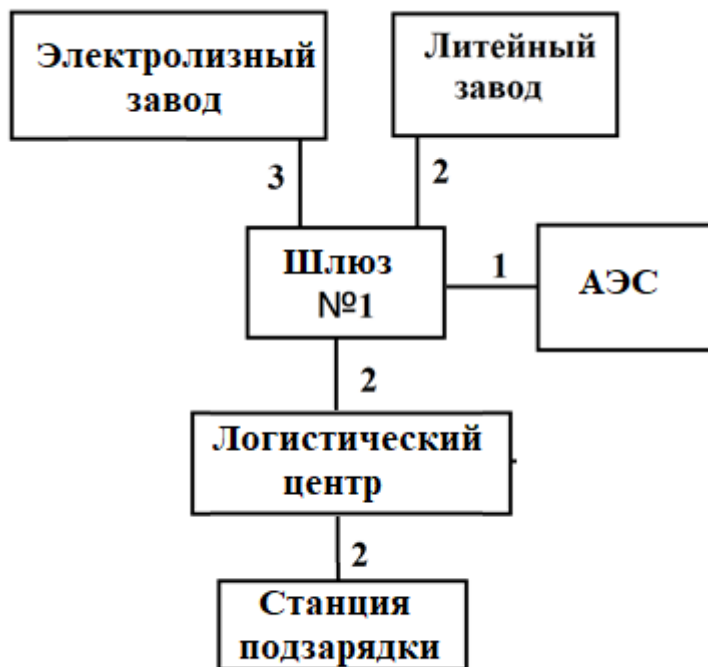 Электролизный
завод
Литейный
завод
3
2
Шлюз
№1
1
АЭС
2
Логистический
центр
2
Станция
подзарядки